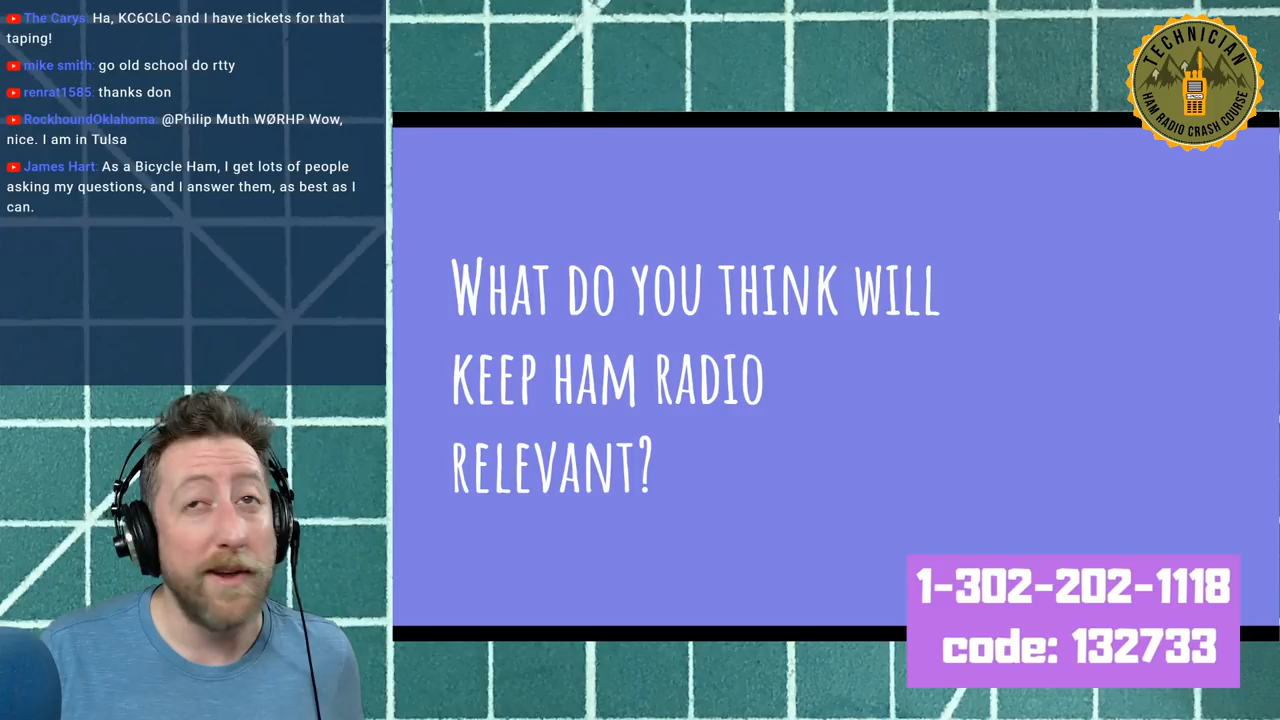 The Carys: Ha, KC6CLC and I have tickets for that
taping!
mike smith: go old school do rtty
renrat1585: thanks don
RockhoundOklahoma: @Philip Muth WØRHP Wow,
nice. I am in Tulsa
James Hart: As a Bicycle Ham, I get lots of people
asking my questions, and I answer them, as best as I
can.
TECHNICIAN
HAM RADIO CRASH COURSE
WHAT DO YOU THINK WILL
KEEP HAM RADIO
RELEVANT?
1-302-202-1118
code: 132733